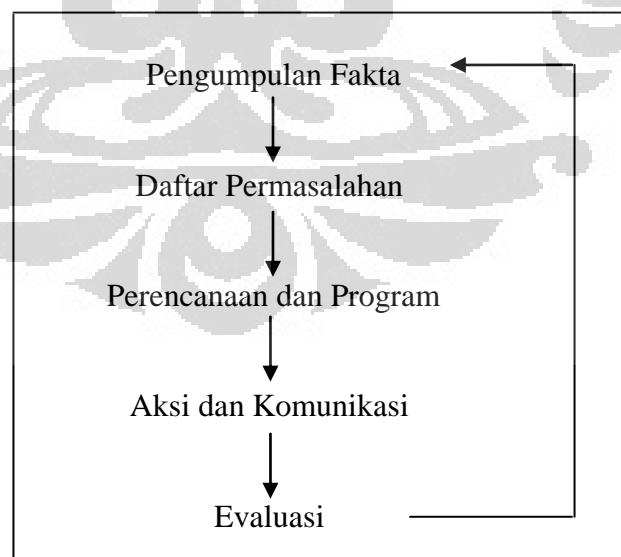 Pengumpulan Fakta
Daftar Permasalahan
Perencanaan dan Program
Aksi dan Komunikasi
Evaluasi